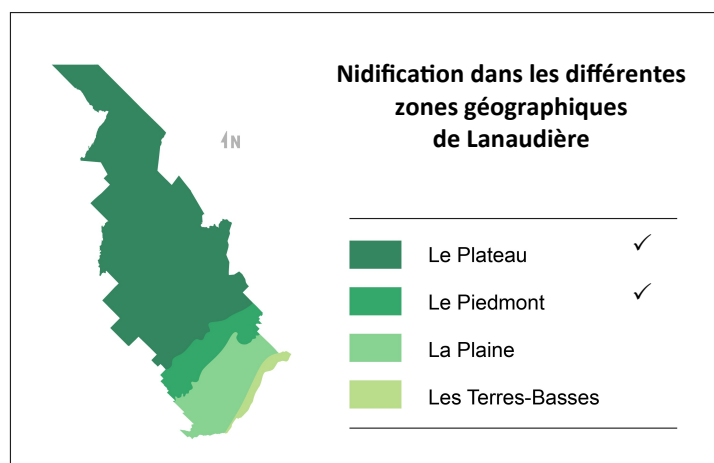 Nidification dans les différentes
zones géographiques
de Lanaudière
N
Le Plateau ✓
Le Piedmont ✓
La Plaine
Les Terres-Basses